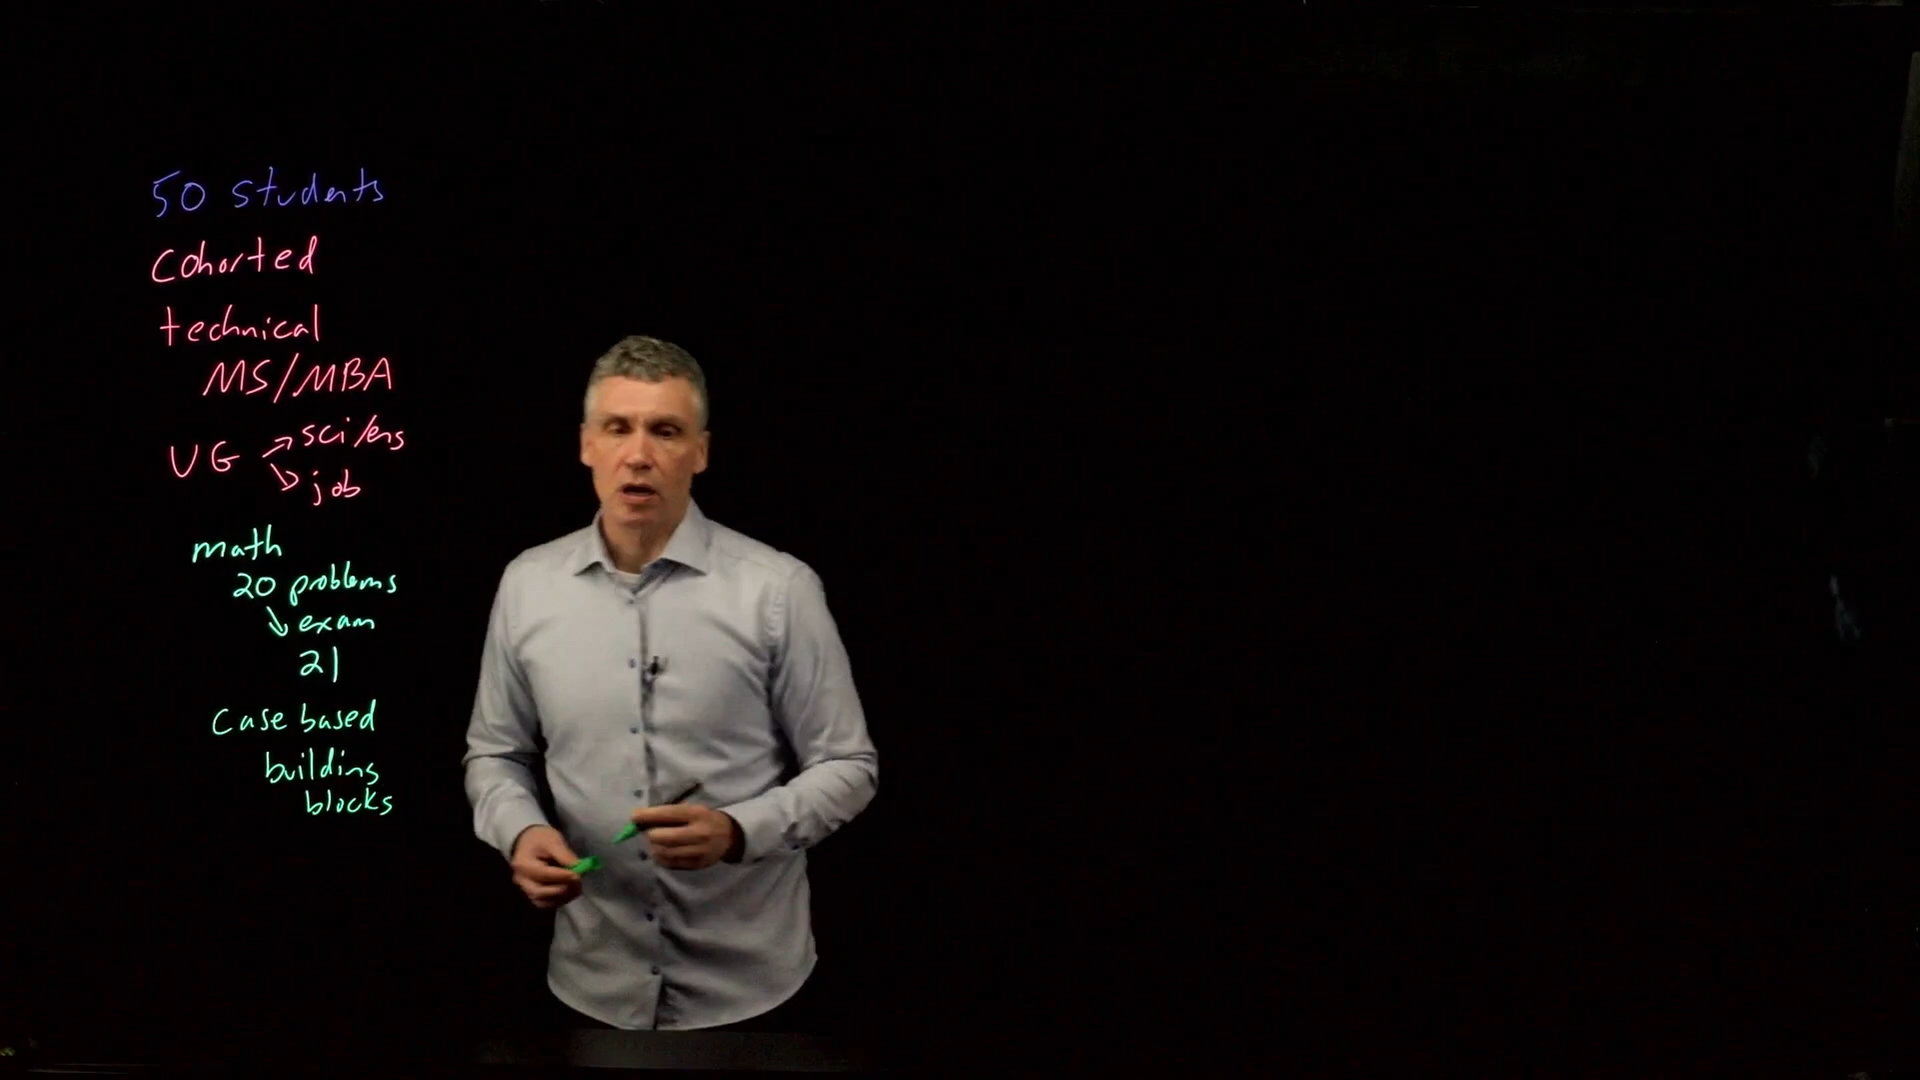 50 students
cohorted
technical
MS/MBA
UG → sci/eng
↘ job
math
20 problems
↘ exam
21
case based
building
blocks